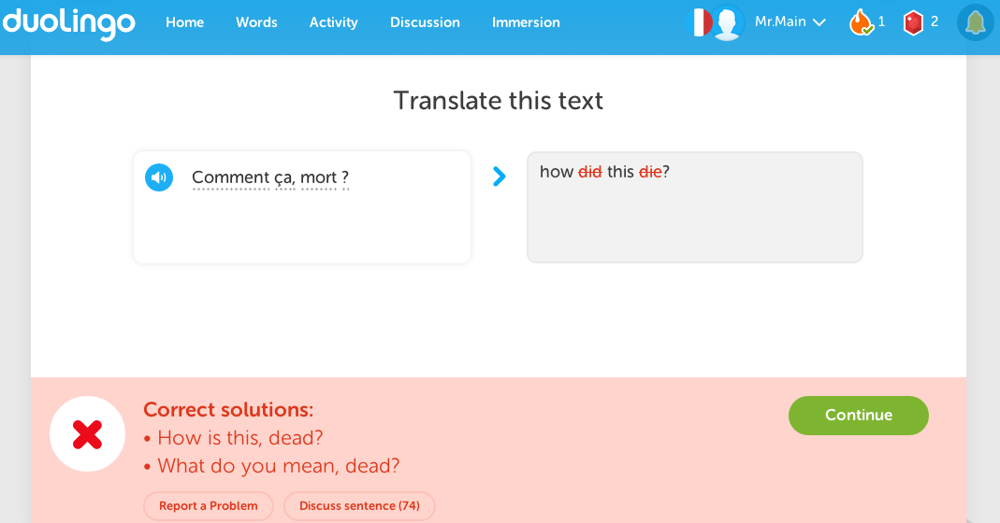 duolingo Home Words Activity Discussion Immersion Mr.Main 1 2
Translate this text
Comment ça, mort ?
how did this die?
Correct solutions:
• How is this, dead?
• What do you mean, dead?
Continue
Report a Problem Discuss sentence (74)